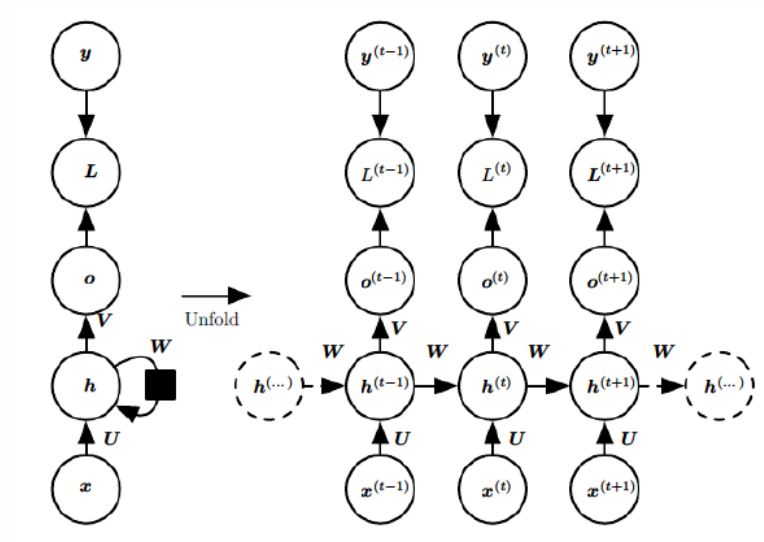 y y^(t−1) y^(t) y^(t+1)
L L^(t−1) L^(t) L^(t+1)
o o^(t−1) o^(t) o^(t+1)
Unfold
V V V V
W W W W W
h h^(...) h^(t−1) h^(t) h^(t+1) h^(...)
U U U U
x x^(t−1) x^(t) x^(t+1)